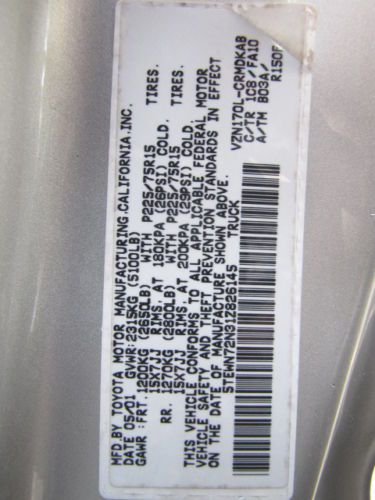 MFD.BY TOYOTA MOTOR MANUFACTURING,CALIFORNIA,INC.
DATE 05/01 GVWR:2315KG (5100LB)
GAWR :FRT.1200KG (2650LB) WITH P225/75R15 TIRES.
15X7JJ RIMS, AT 180KPA (26PSI) COLD.
RR. 1270KG (2800LB) WITH P225/75R15 TIRES.
15X7JJ RIMS, AT 200KPA (29PSI) COLD.
THIS VEHICLE CONFORMS TO ALL APPLICABLE FEDERAL MOTOR
VEHICLE SAFETY AND THEFT PREVENTION STANDARDS IN EFFECT
ON THE DATE OF MANUFACTURE SHOWN ABOVE.
5TEWN72N31Z826145 TRUCK
VZN170L-CRMDKAB
C/TR 1C8/FA10
A/TM B03A/
R150F